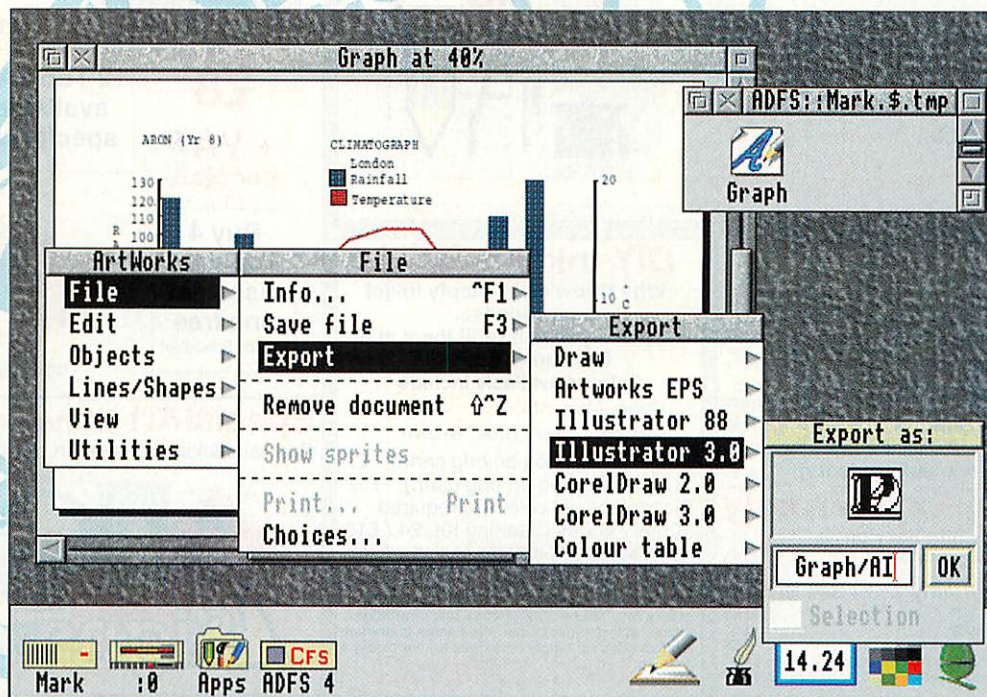 Graph at 40%
ADFS::Mark.$.tmp
Graph
ARON (Yr 8)
CLIMATOGRAPH
London
Rainfall
Temperature
130
120
110
100
R
A
20
10 C
ArtWorks
File
Edit
Objects
Lines/Shapes
View
Utilities
File
Info... ^F1
Save file F3
Export
Remove document ⇧^Z
Show sprites
Print... Print
Choices...
Export
Draw
Artworks EPS
Illustrator 88
Illustrator 3.0
CorelDraw 2.0
CorelDraw 3.0
Colour table
Export as:
Graph/AI
OK
Selection
Mark
:0
Apps
CFS
ADFS 4
14.24